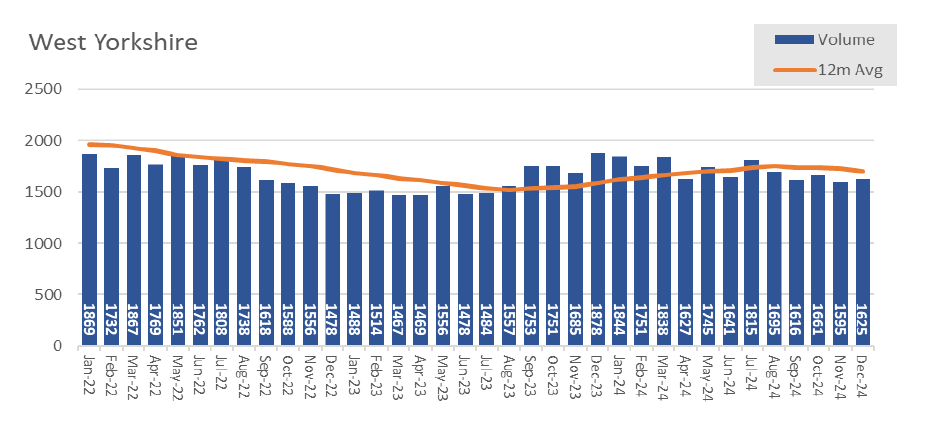 West Yorkshire
Volume
12m Avg
2500
2000
1500
1000
500
0
1869
1732
1867
1769
1851
1762
1808
1738
1618
1588
1556
1478
1488
1514
1467
1469
1556
1478
1484
1557
1753
1751
1685
1878
1844
1751
1838
1627
1745
1641
1815
1695
1616
1661
1595
1625
Jan-22
Feb-22
Mar-22
Apr-22
May-22
Jun-22
Jul-22
Aug-22
Sep-22
Oct-22
Nov-22
Dec-22
Jan-23
Feb-23
Mar-23
Apr-23
May-23
Jun-23
Jul-23
Aug-23
Sep-23
Oct-23
Nov-23
Dec-23
Jan-24
Feb-24
Mar-24
Apr-24
May-24
Jun-24
Jul-24
Aug-24
Sep-24
Oct-24
Nov-24
Dec-24